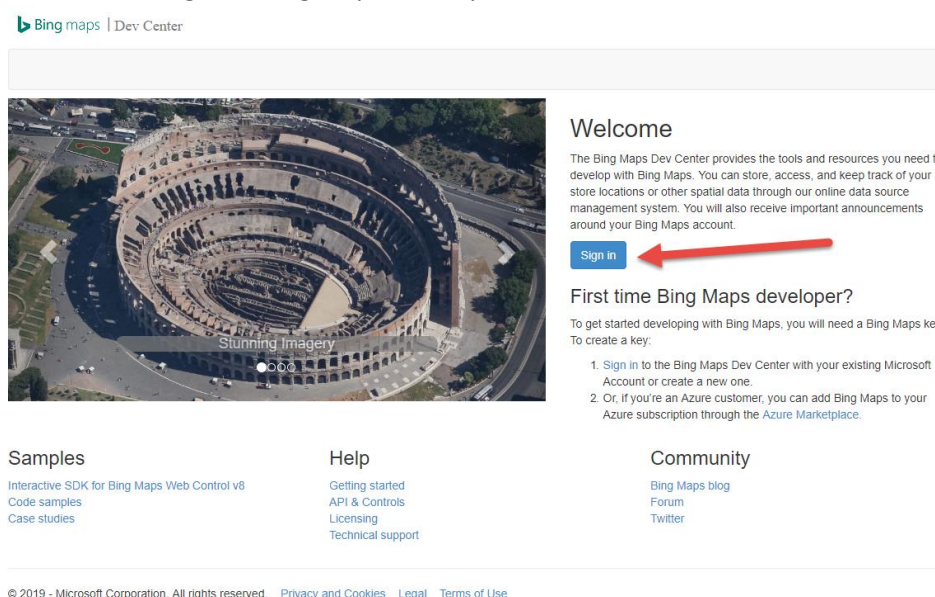 Bing maps | Dev Center
Welcome
The Bing Maps Dev Center provides the tools and resources you need
develop with Bing Maps. You can store, access, and keep track of your
store locations or other spatial data through our online data source
management system. You will also receive important announcements
around your Bing Maps account.
Sign in
First time Bing Maps developer?
To get started developing with Bing Maps, you will need a Bing Maps
To create a key:
1. Sign in to the Bing Maps Dev Center with your existing Microsoft
Account or create a new one.
2. Or, if you're an Azure customer, you can add Bing Maps to your
Azure subscription through the Azure Marketplace.
Stunning Imagery
Samples
Interactive SDK for Bing Maps Web Control v8
Code samples
Case studies
Help
Getting started
API & Controls
Licensing
Technical support
Community
Bing Maps blog
Forum
Twitter
© 2019 - Microsoft Corporation. All rights reserved. Privacy and Cookies Legal Terms of Use